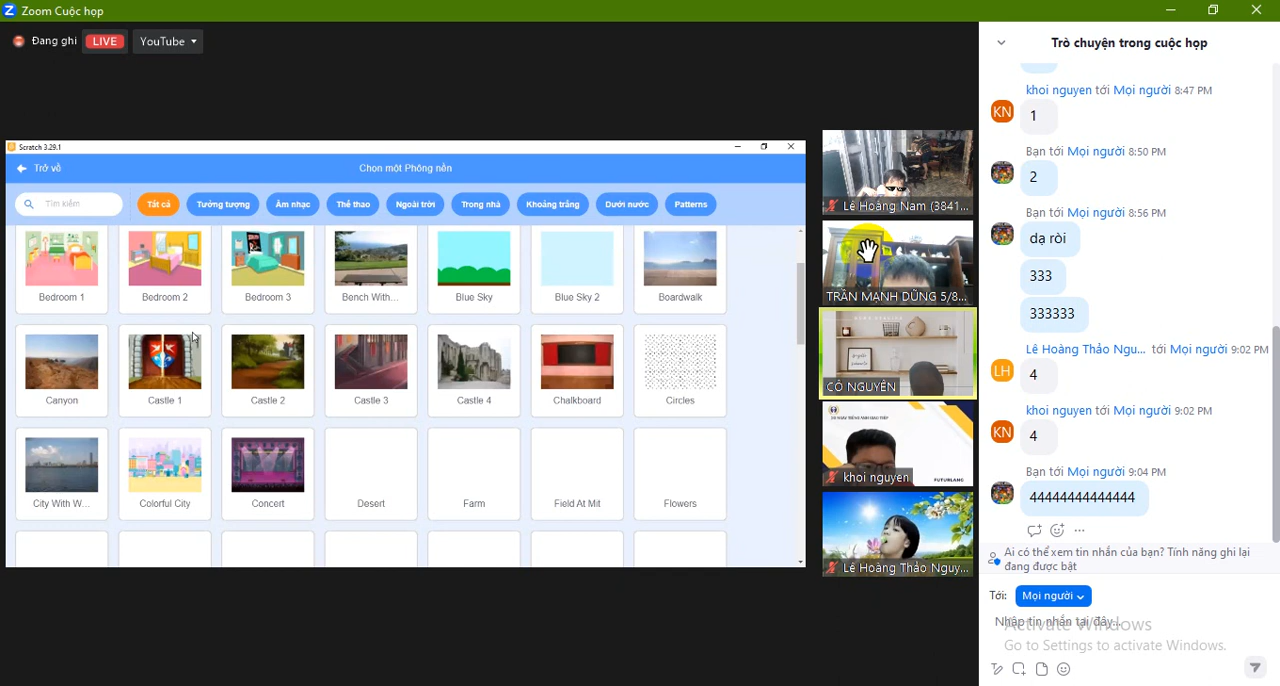 Zoom Cuộc họp
Đang ghi
LIVE
YouTube
Scratch 3.29.1
Trở về
Chọn một Phông nền
Tìm kiếm
Tất cả
Tưởng tượng
Âm nhạc
Thể thao
Ngoài trời
Trong nhà
Khoảng trắng
Dưới nước
Patterns
Bedroom 1
Bedroom 2
Bedroom 3
Bench With...
Blue Sky
Blue Sky 2
Boardwalk
Canyon
Castle 1
Castle 2
Castle 3
Castle 4
Chalkboard
Circles
City With W...
Colorful City
Concert
Desert
Farm
Field At Mit
Flowers
Lê Hoàng Nam (3841...
TRẦN MẠNH DŨNG 5/8...
CÔ NGUYÊN
khoi nguyen
FUTURLANG
Lê Hoàng Thảo Nguy...
Trò chuyện trong cuộc họp
khoi nguyen tới Mọi người 8:47 PM
KN
1
Bạn tới Mọi người 8:50 PM
2
Bạn tới Mọi người 8:56 PM
dạ ròi
333
333333
Lê Hoàng Thảo Ngu... tới Mọi người 9:02 PM
LH
4
khoi nguyen tới Mọi người 9:02 PM
KN
4
Bạn tới Mọi người 9:04 PM
44444444444444
Ai có thể xem tin nhắn của bạn? Tính năng ghi lại
đang được bật
Tới: Mọi người
Nhập tin nhắn tại đây...
Activate Windows
Go to Settings to activate Windows.